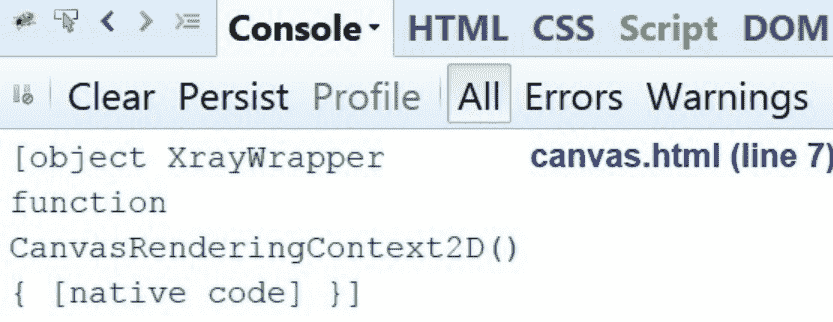 Console HTML CSS Script DOM
Clear Persist Profile All Errors Warnings
[object XrayWrapper canvas.html (line 7)
function
CanvasRenderingContext2D()
{ [native code] }]